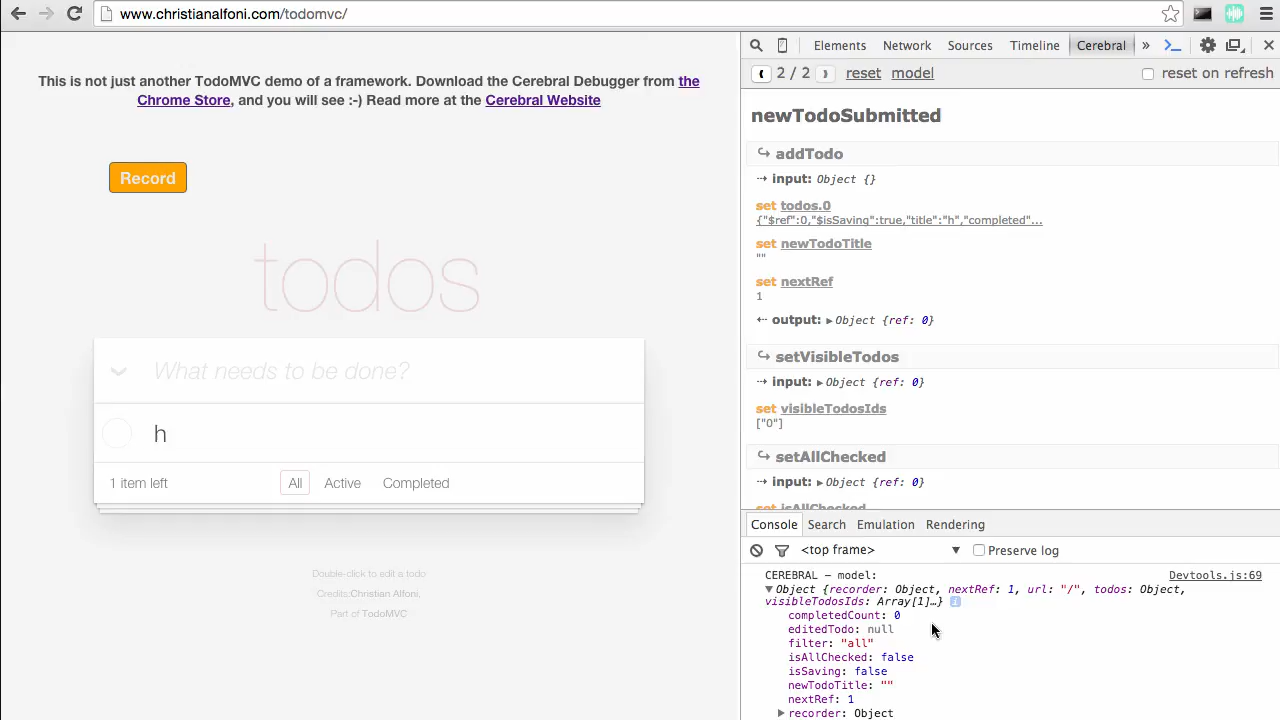 www.christianalfoni.com/todomvc/
This is not just another TodoMVC demo of a framework. Download the Cerebral Debugger from the
Chrome Store, and you will see :-) Read more at the Cerebral Website
Record
todos
What needs to be done?
h
1 item left All Active Completed
Double-click to edit a todo
Credits:Christian Alfoni,
Part of TodoMVC
Elements Network Sources Timeline Cerebral »
2 / 2 reset model reset on refresh
newTodoSubmitted
addTodo
input: Object {}
set todos.0
{"$ref":0,"$isSaving":true,"title":"h","completed"...
set newTodoTitle
""
set nextRef
1
output: Object {ref: 0}
setVisibleTodos
input: Object {ref: 0}
set visibleTodosIds
["0"]
setAllChecked
input: Object {ref: 0}
set isAllChecked
Console Search Emulation Rendering
<top frame> Preserve log
CEREBRAL - model: Devtools.js:69
Object {recorder: Object, nextRef: 1, url: "/", todos: Object,
visibleTodosIds: Array[1]…}
completedCount: 0
editedTodo: null
filter: "all"
isAllChecked: false
isSaving: false
newTodoTitle: ""
nextRef: 1
recorder: Object